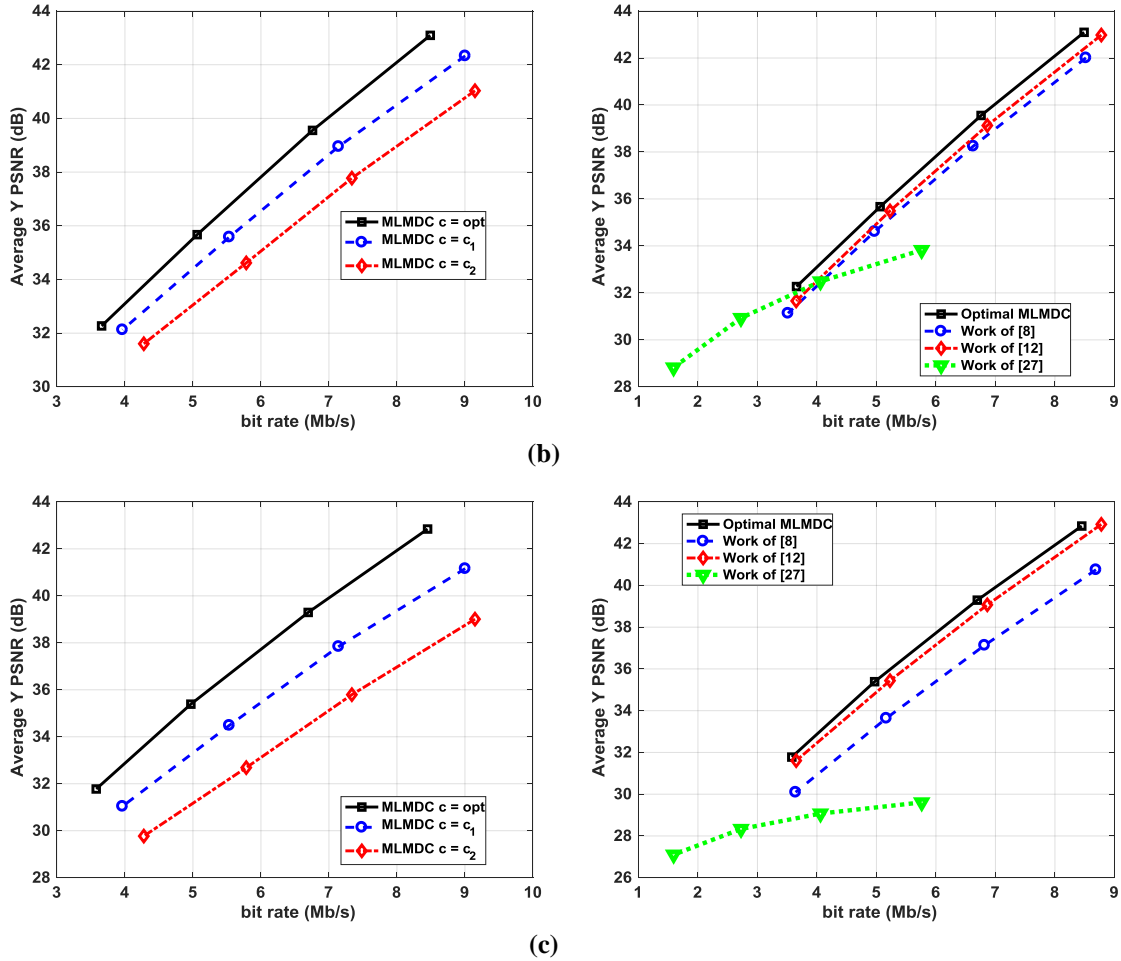 44
42
40
38
36
34
32
30
Average Y PSNR (dB)
3 4 5 6 7 8 9 10
bit rate (Mb/s)
MLMDC c = opt
MLMDC c = c1
MLMDC c = c2
44
42
40
38
36
34
32
30
28
Average Y PSNR (dB)
1 2 3 4 5 6 7 8 9
bit rate (Mb/s)
Optimal MLMDC
Work of [8]
Work of [12]
Work of [27]
(b)
44
42
40
38
36
34
32
30
28
Average Y PSNR (dB)
3 4 5 6 7 8 9 10
bit rate (Mb/s)
MLMDC c = opt
MLMDC c = c1
MLMDC c = c2
44
42
40
38
36
34
32
30
28
26
Average Y PSNR (dB)
1 2 3 4 5 6 7 8 9
bit rate (Mb/s)
Optimal MLMDC
Work of [8]
Work of [12]
Work of [27]
(c)